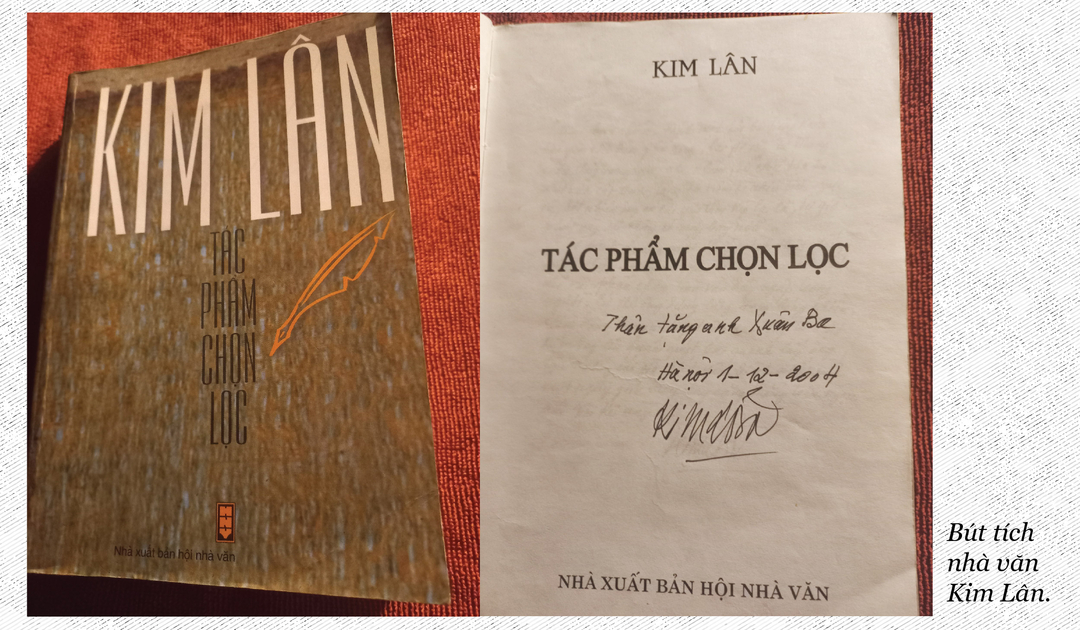 KIM LÂN
TÁC
PHẨM
CHỌN
LỌC
Nhà xuất bản hội nhà văn
KIM LÂN
TÁC PHẨM CHỌN LỌC
Thân tặng anh Xuân Ba
Hà nội 1-12-2004
NHÀ XUẤT BẢN HỘI NHÀ VĂN
Bút tích
nhà văn
Kim Lân.